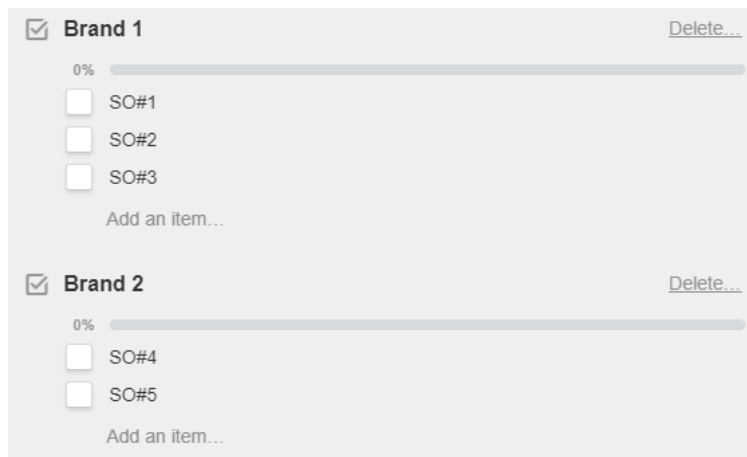 Brand 1 Delete...
0%
SO#1
SO#2
SO#3
Add an item...
Brand 2 Delete...
0%
SO#4
SO#5
Add an item...